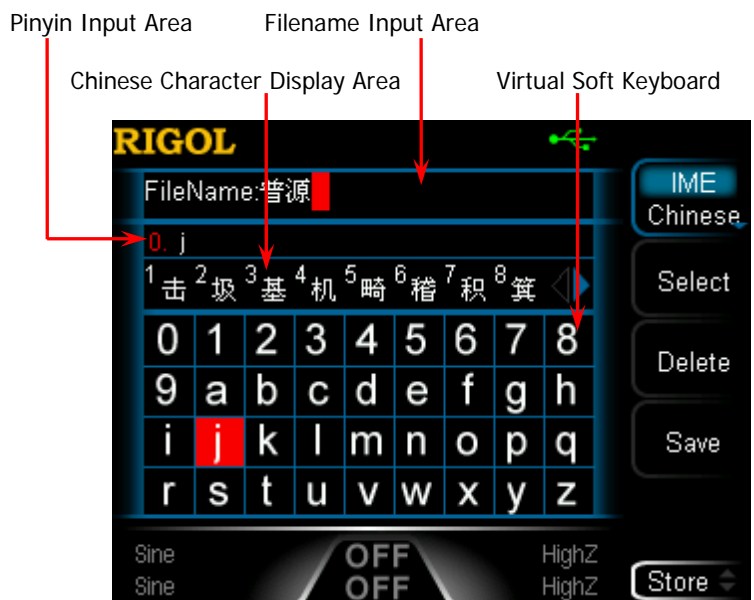 Pinyin Input Area
Filename Input Area
Chinese Character Display Area
Virtual Soft Keyboard
RIGOL
FileName:普源
IME
Chinese
0. j
1击 2圾 3基 4机 5畸 6稽 7积 8箕
Select
0 1 2 3 4 5 6 7 8
Delete
9 a b c d e f g h
i j k l m n o p q
Save
r s t u v w x y z
Sine OFF HighZ
Sine OFF HighZ
Store